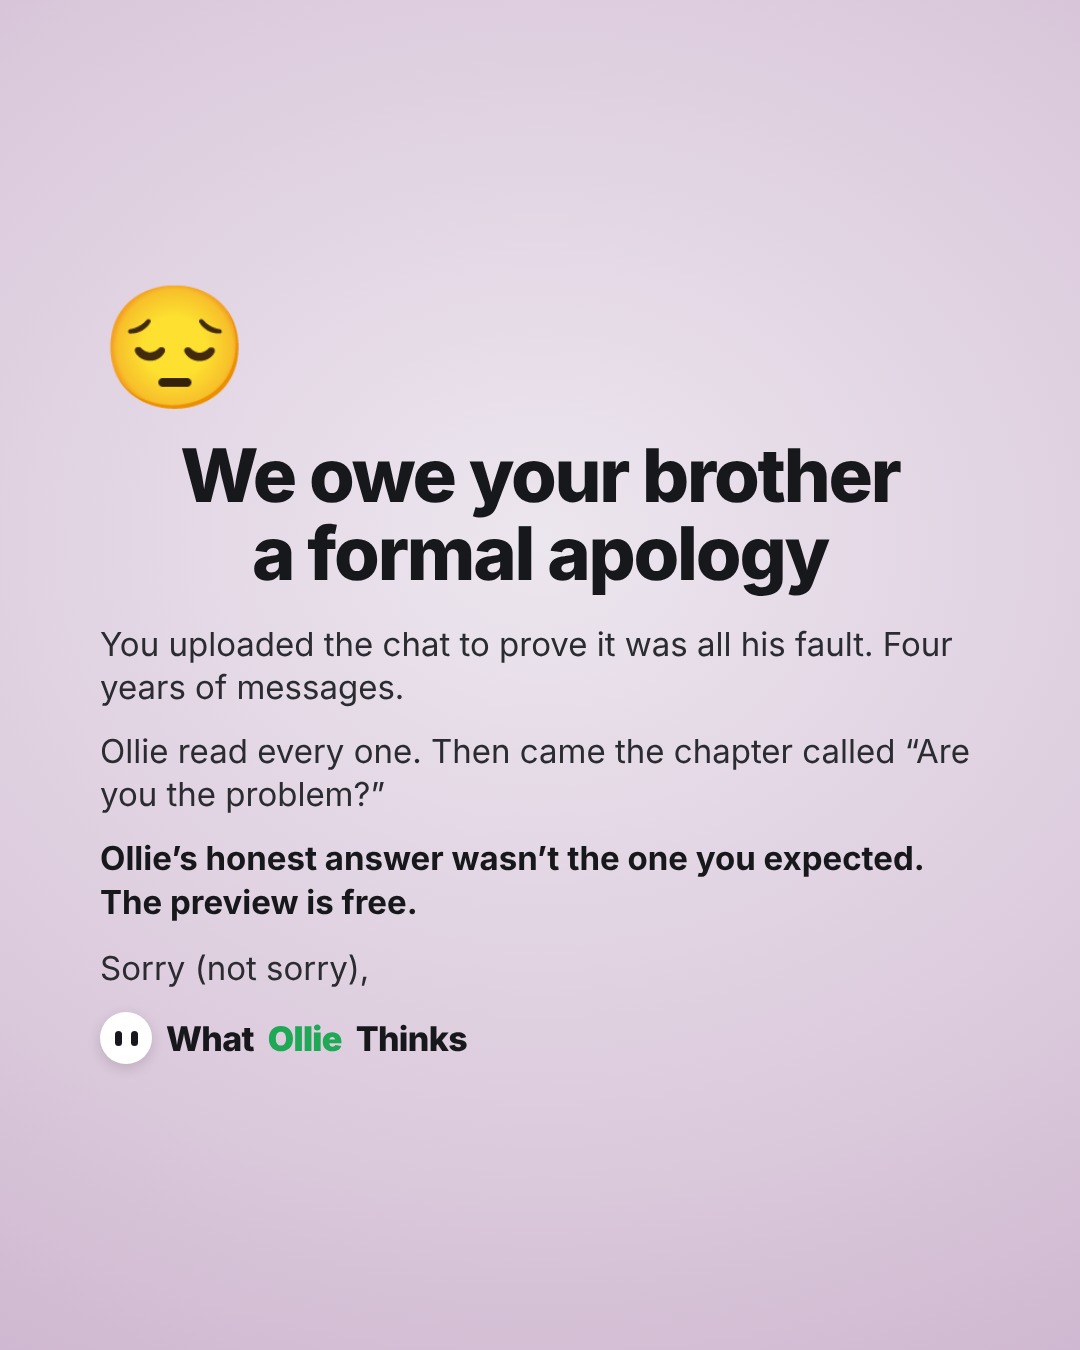 We owe your brother
a formal apology
You uploaded the chat to prove it was all his fault. Four
years of messages.
Ollie read every one. Then came the chapter called “Are
you the problem?”
Ollie’s honest answer wasn’t the one you expected.
The preview is free.
Sorry (not sorry),
What Ollie Thinks